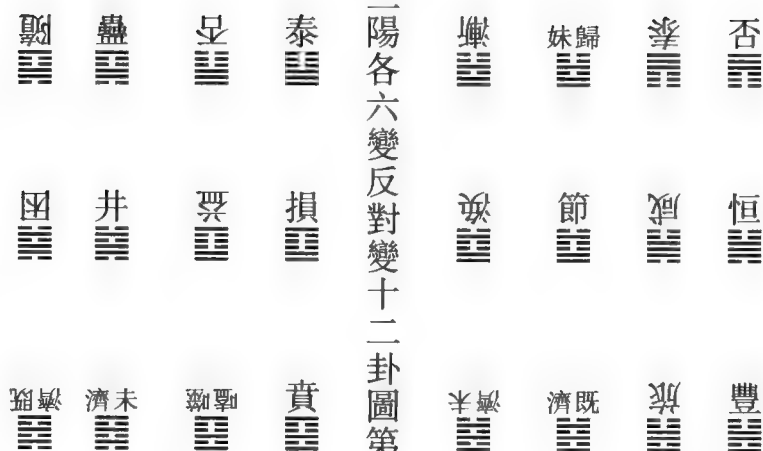 否
泰
歸妹
漸
恒
咸
節
渙
豐
旅
既濟
未濟
陽各六變反對變十二卦圖第
泰
否
蠱
隨
損
益
井
困
賁
噬嗑
未濟
既濟